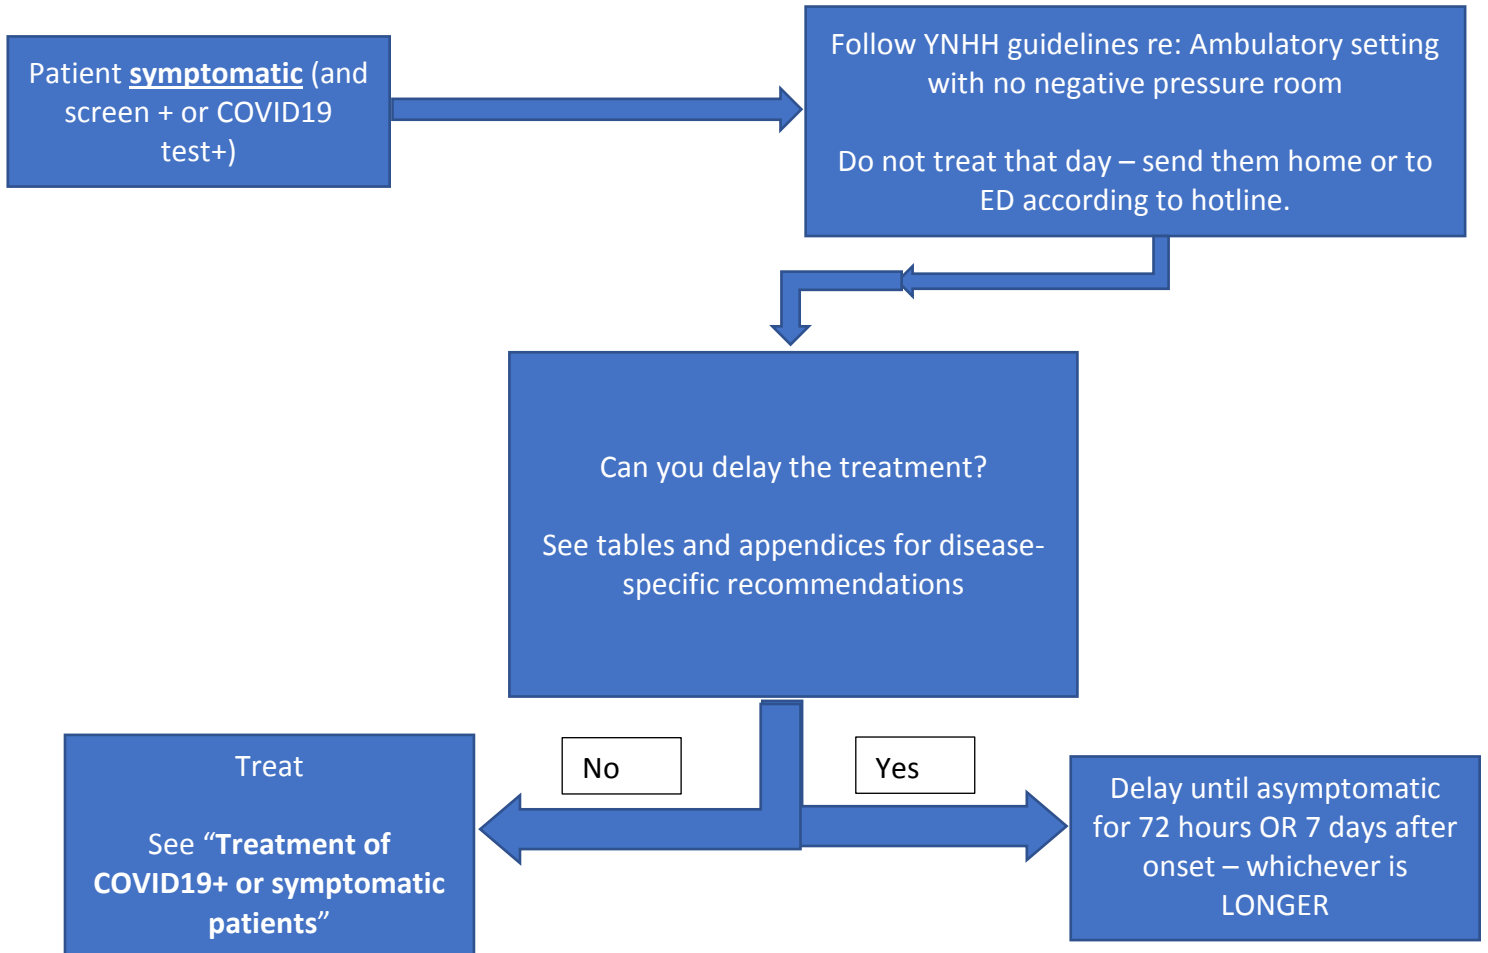 Patient symptomatic (and
screen + or COVID19
test+)
Follow YNHH guidelines re: Ambulatory setting
with no negative pressure room
Do not treat that day – send them home or to
ED according to hotline.
Can you delay the treatment?
See tables and appendices for disease-
specific recommendations
No
Yes
Treat
See “Treatment of
COVID19+ or symptomatic
patients”
Delay until asymptomatic
for 72 hours OR 7 days after
onset – whichever is
LONGER